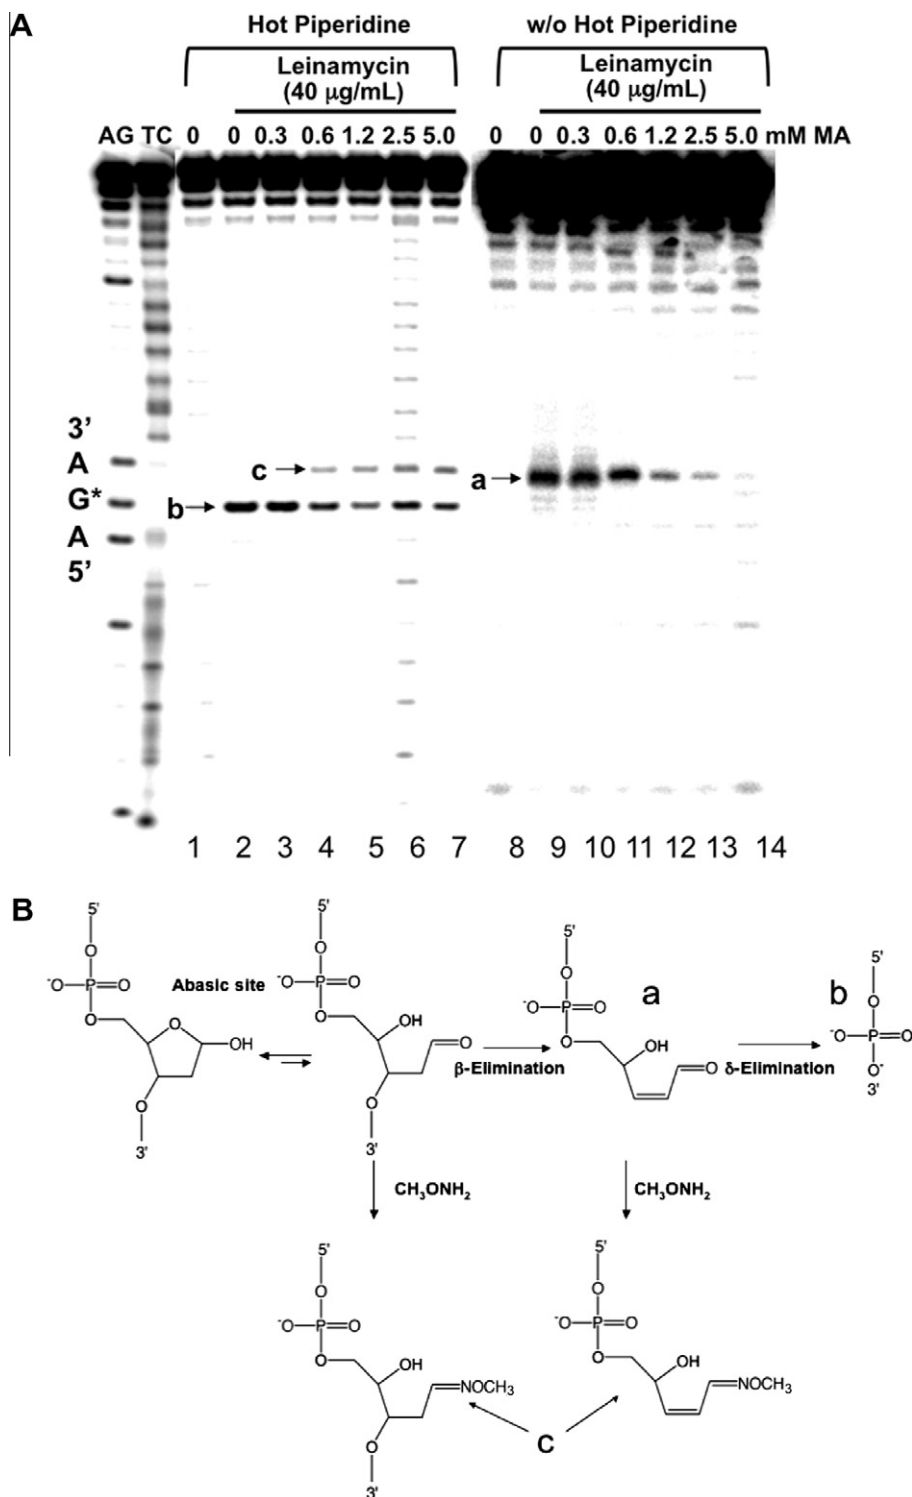 A
Hot Piperidine
w/o Hot Piperidine
Leinamycin
(40 μg/mL)
Leinamycin
(40 μg/mL)
AG TC 0 0 0.3 0.6 1.2 2.5 5.0 0 0 0.3 0.6 1.2 2.5 5.0 mM MA
3'
A
G*
A
5'
c
b
a
1 2 3 4 5 6 7 8 9 10 11 12 13 14
B
5'
O
-O-P=O
O
O
OH
O
3'
Abasic site
5'
O
-O-P=O
O
OH
O
O
3'
β-Elimination
5'
O
-O-P=O
O
OH
O
a
δ-Elimination
b
5'
O
-O-P=O
O-
3'
CH3ONH2
CH3ONH2
5'
O
-O-P=O
O
OH
NOCH3
O
3'
5'
O
-O-P=O
O
OH
NOCH3
C